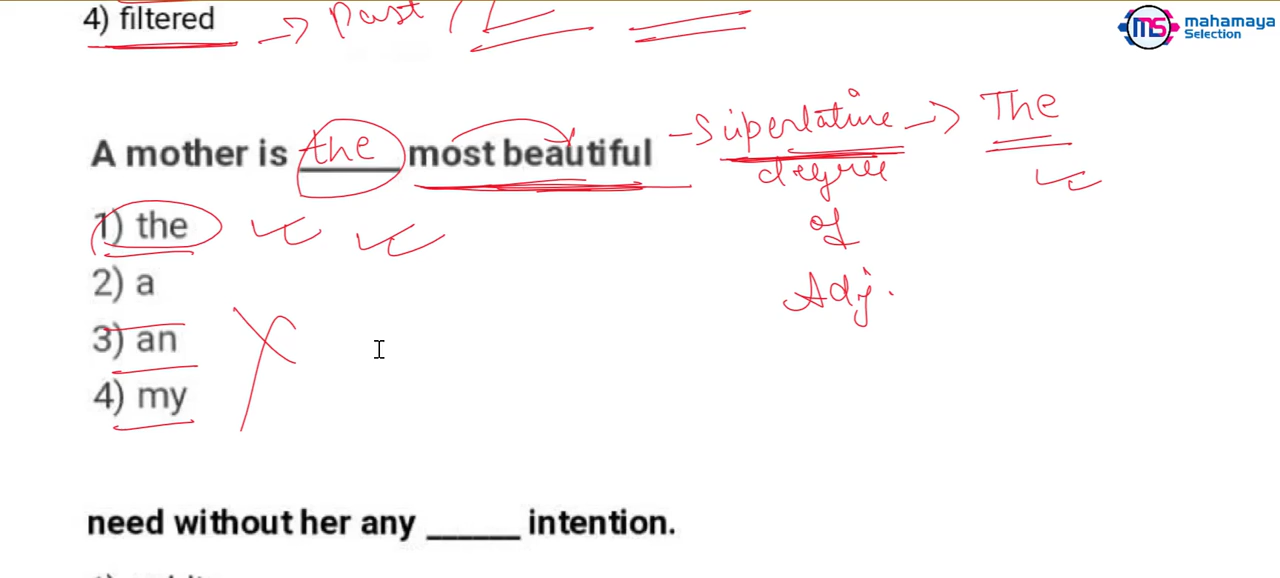 4) filtered → Past
mahamaya
Selection
A mother is the most beautiful - Superlative → The
degree
of
Adj.
1) the
2) a
3) an
4) my
need without her any ______ intention.